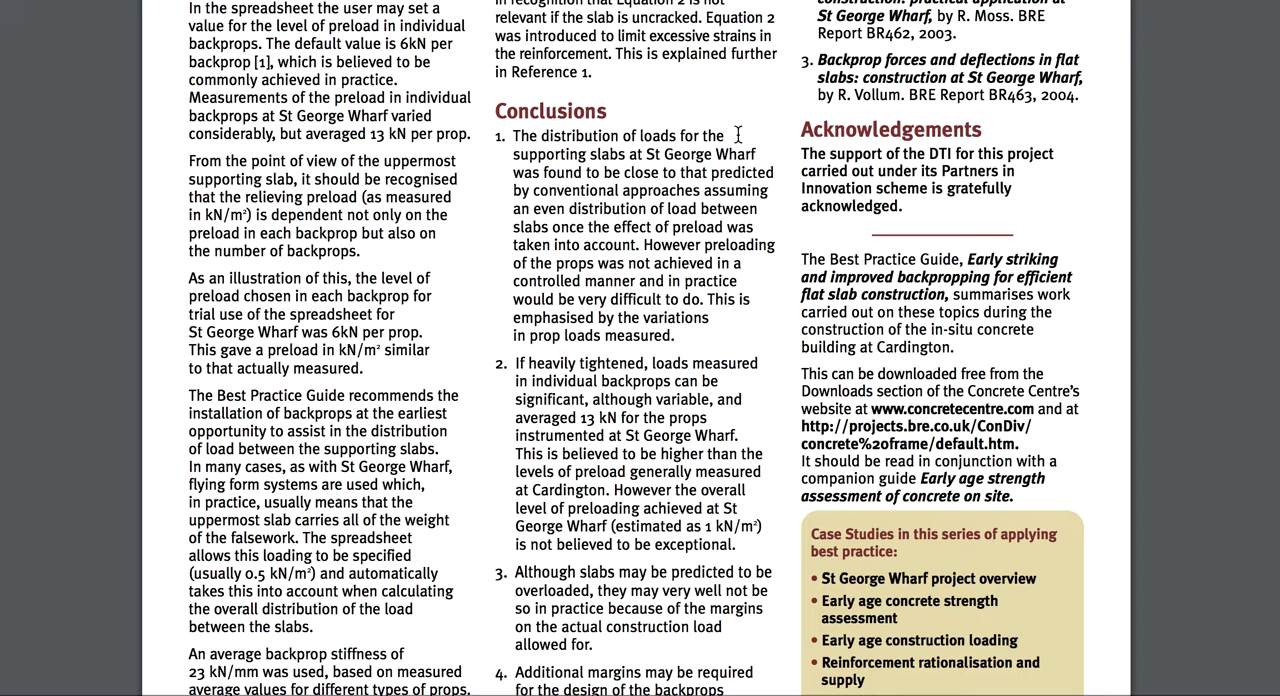 In the spreadsheet the user may set a
value for the level of preload in individual
backprops. The default value is 6kN per
backprop [1], which is believed to be
commonly achieved in practice.
Measurements of the preload in individual
backprops at St George Wharf varied
considerably, but averaged 13 kN per prop.
From the point of view of the uppermost
supporting slab, it should be recognised
that the relieving preload (as measured
in kN/m²) is dependent not only on the
preload in each backprop but also on
the number of backprops.
As an illustration of this, the level of
preload chosen in each backprop for
trial use of the spreadsheet for
St George Wharf was 6kN per prop.
This gave a preload in kN/m² similar
to that actually measured.
The Best Practice Guide recommends the
installation of backprops at the earliest
opportunity to assist in the distribution
of load between the supporting slabs.
In many cases, as with St George Wharf,
flying form systems are used which,
in practice, usually means that the
uppermost slab carries all of the weight
of the falsework. The spreadsheet
allows this loading to be specified
(usually 0.5 kN/m²) and automatically
takes this into account when calculating
the overall distribution of the load
between the slabs.
An average backprop stiffness of
23 kN/mm was used, based on measured
average values for different types of props.
in recognition that Equation 2 is not
relevant if the slab is uncracked. Equation 2
was introduced to limit excessive strains in
the reinforcement. This is explained further
in Reference 1.
Conclusions
1. The distribution of loads for the
supporting slabs at St George Wharf
was found to be close to that predicted
by conventional approaches assuming
an even distribution of load between
slabs once the effect of preload was
taken into account. However preloading
of the props was not achieved in a
controlled manner and in practice
would be very difficult to do. This is
emphasised by the variations
in prop loads measured.
2. If heavily tightened, loads measured
in individual backprops can be
significant, although variable, and
averaged 13 kN for the props
instrumented at St George Wharf.
This is believed to be higher than the
levels of preload generally measured
at Cardington. However the overall
level of preloading achieved at St
George Wharf (estimated as 1 kN/m²)
is not believed to be exceptional.
3. Although slabs may be predicted to be
overloaded, they may very well not be
so in practice because of the margins
on the actual construction load
allowed for.
4. Additional margins may be required
for the design of the backprops
construction: practical application at
St George Wharf, by R. Moss. BRE
Report BR462, 2003.
3. Backprop forces and deflections in flat
slabs: construction at St George Wharf,
by R. Vollum. BRE Report BR463, 2004.
Acknowledgements
The support of the DTI for this project
carried out under its Partners in
Innovation scheme is gratefully
acknowledged.
The Best Practice Guide, Early striking
and improved backpropping for efficient
flat slab construction, summarises work
carried out on these topics during the
construction of the in-situ concrete
building at Cardington.
This can be downloaded free from the
Downloads section of the Concrete Centre's
website at www.concretecentre.com and at
http://projects.bre.co.uk/ConDiv/
concrete%20frame/default.htm.
It should be read in conjunction with a
companion guide Early age strength
assessment of concrete on site.
Case Studies in this series of applying
best practice:
• St George Wharf project overview
• Early age concrete strength
assessment
• Early age construction loading
• Reinforcement rationalisation and
supply